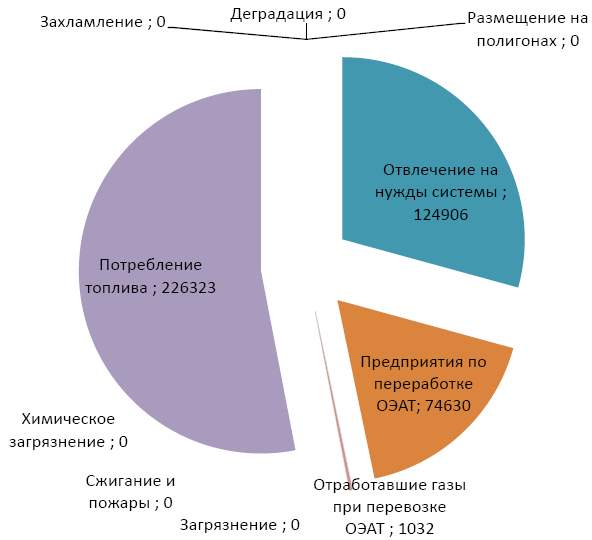 Захламление ; 0
Деградация ; 0
Размещение на
полигонах ; 0
Отвлечение на
нужды системы ;
124906
Потребление
топлива ; 226323
Предприятия по
переработке
ОЭАТ; 74630
Химическое
загрязнение ; 0
Сжигание и
пожары ; 0
Загрязнение ; 0
Отработавшие газы
при перевозке
ОЭАТ ; 1032